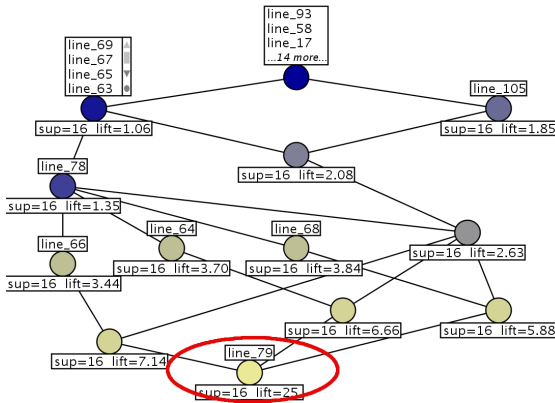 line_93
line_58
line_17
...14 more...
line_69
line_67
line_65
line_63
line_105
sup=16 lift=1.06
sup=16 lift=1.85
line_78
sup=16 lift=2.08
sup=16 lift=1.35
line_64
line_68
line_66
sup=16 lift=2.63
sup=16 lift=3.44
sup=16 lift=3.70
sup=16 lift=3.84
sup=16 lift=6.66
sup=16 lift=5.88
line_79
sup=16 lift=7.14
sup=16 lift=25